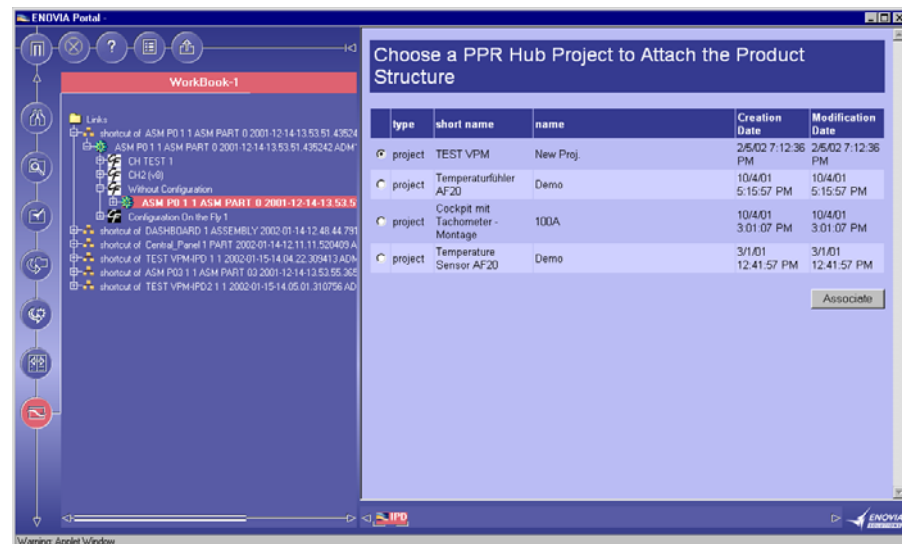 ENOVIA Portal -
WorkBook-1
Links
shortcut of ASM P0 1 1 ASM PART 0 2001-12-14-13.53.51.43524
ASM P0 1 1 ASM PART 0 2001-12-14-13.53.51.435242 ADM
CH TEST 1
CH2 (v8)
Without Configuration
ASM P0 1 1 ASM PART 0 2001-12-14-13.53.5
Configuration On the Fly 1
shortcut of DASHBOARD 1 ASSEMBLY 2002-01-14-12.48.44.791
shortcut of Central_Panel 1 PART 2002-01-14-12.11.11.520409 A
shortcut of TEST VPM-IPD 1 1 2002-01-15-14.04.22.309413 ADM
shortcut of ASM P03 1 1 ASM PART 03 2001-12-14-13.53.55.365
shortcut of TEST VPM-IPD2 1 1 2002-01-15-14.05.01.310756 AD
Choose a PPR Hub Project to Attach the Product
Structure
type short name name Creation Date Modification Date
project TEST VPM New Proj. 2/5/02 7:12:36 PM 2/5/02 7:12:36 PM
project Temperaturfühler AF20 Demo 10/4/01 5:15:57 PM 10/4/01 5:15:57 PM
project Cockpit mit Tachometer - Montage 100A 10/4/01 3:01:07 PM 10/4/01 3:01:07 PM
project Temperature Sensor AF20 Demo 3/1/01 12:41:57 PM 3/1/01 12:41:57 PM
Associate
IPD
ENOVIA
SOLUTIONS
Warning: Applet Window